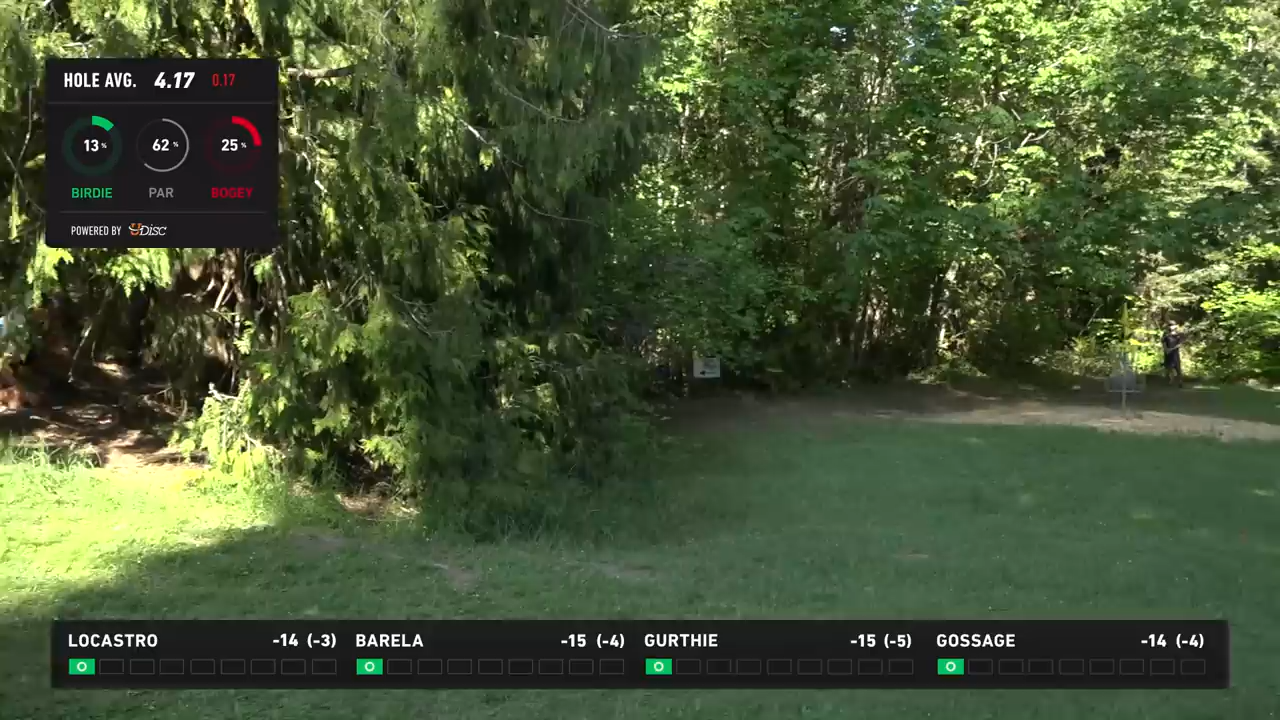 HOLE AVG. 4.17 0.17
13% 62% 25%
BIRDIE PAR BOGEY
POWERED BY UDisc
LOCASTRO -14 (-3) BARELA -15 (-4) GURTHIE -15 (-5) GOSSAGE -14 (-4)